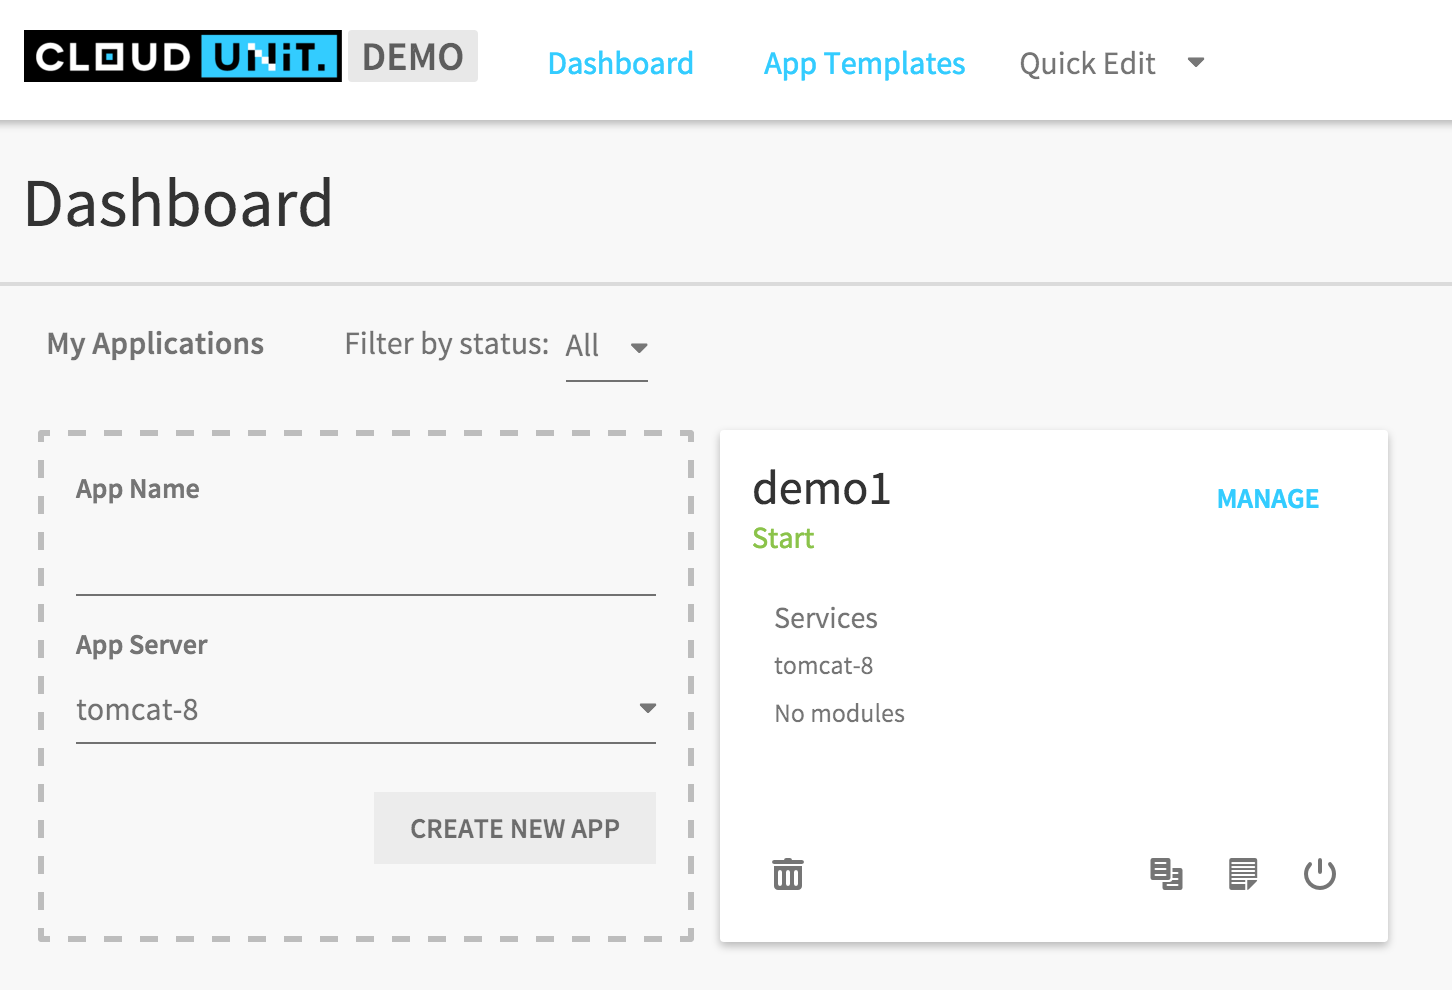 CLOUD UNIT. DEMO Dashboard App Templates Quick Edit
Dashboard
My Applications Filter by status: All
App Name
App Server
tomcat-8
CREATE NEW APP
demo1
MANAGE
Start
Services
tomcat-8
No modules